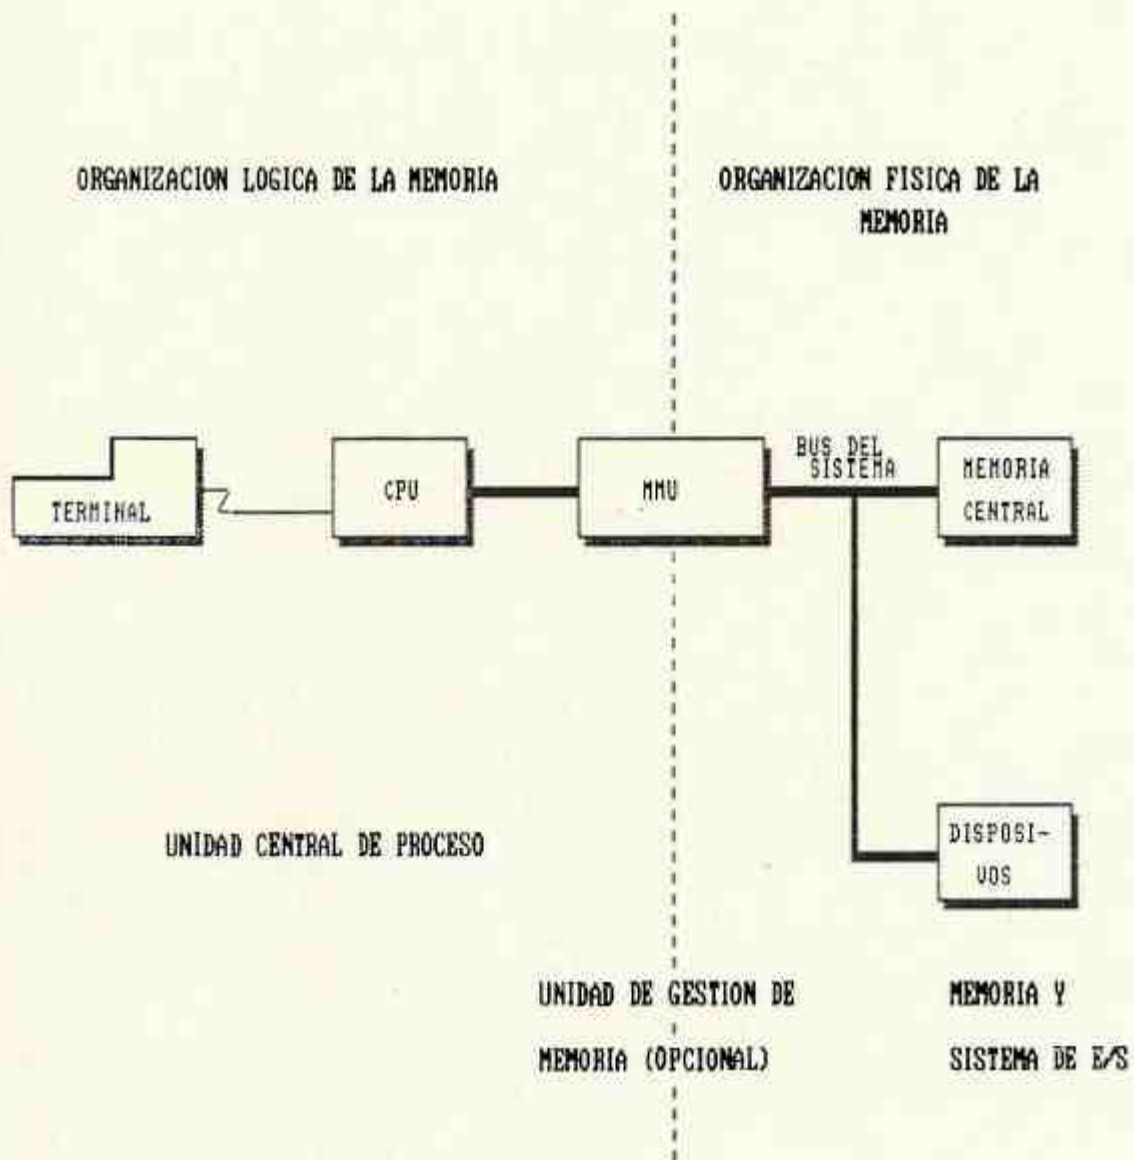 ORGANIZACION LOGICA DE LA MEMORIA
ORGANIZACION FISICA DE LA
MEMORIA
TERMINAL
CPU
MMU
BUS DEL
SISTEMA
MEMORIA
CENTRAL
UNIDAD CENTRAL DE PROCESO
DISPOSI-
VOS
UNIDAD DE GESTION DE
MEMORIA (OPCIONAL)
MEMORIA Y
SISTEMA DE E/S